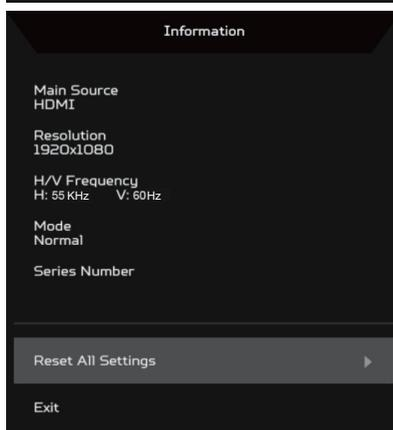 Information
Main Source
HDMI
Resolution
1920x1080
H/V Frequency
H: 55 KHz V: 60Hz
Mode
Normal
Series Number
Reset All Settings
Exit